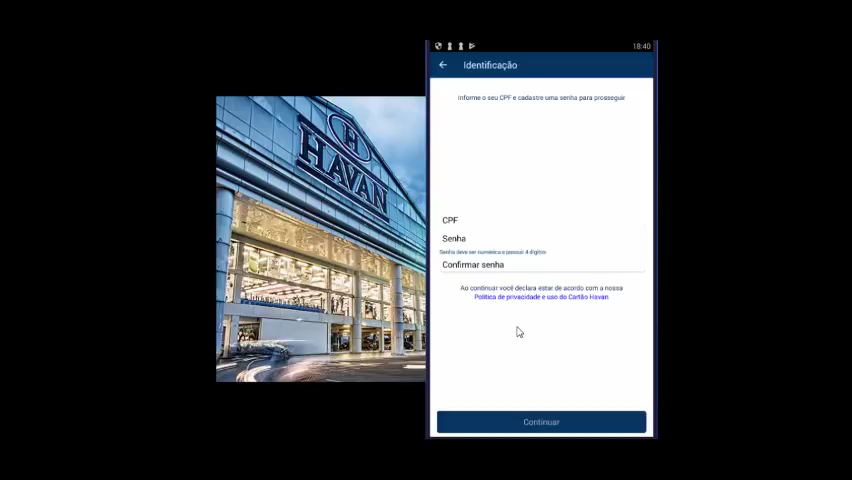 H
HAVAN
18:40
Identificação
Informe o seu CPF e cadastre uma senha para prosseguir
CPF
Senha
Senha deve ser numérica e possuir 4 dígitos
Confirmar senha
Ao continuar você declara estar de acordo com a nossa
Política de privacidade e uso do Cartão Havan
Continuar